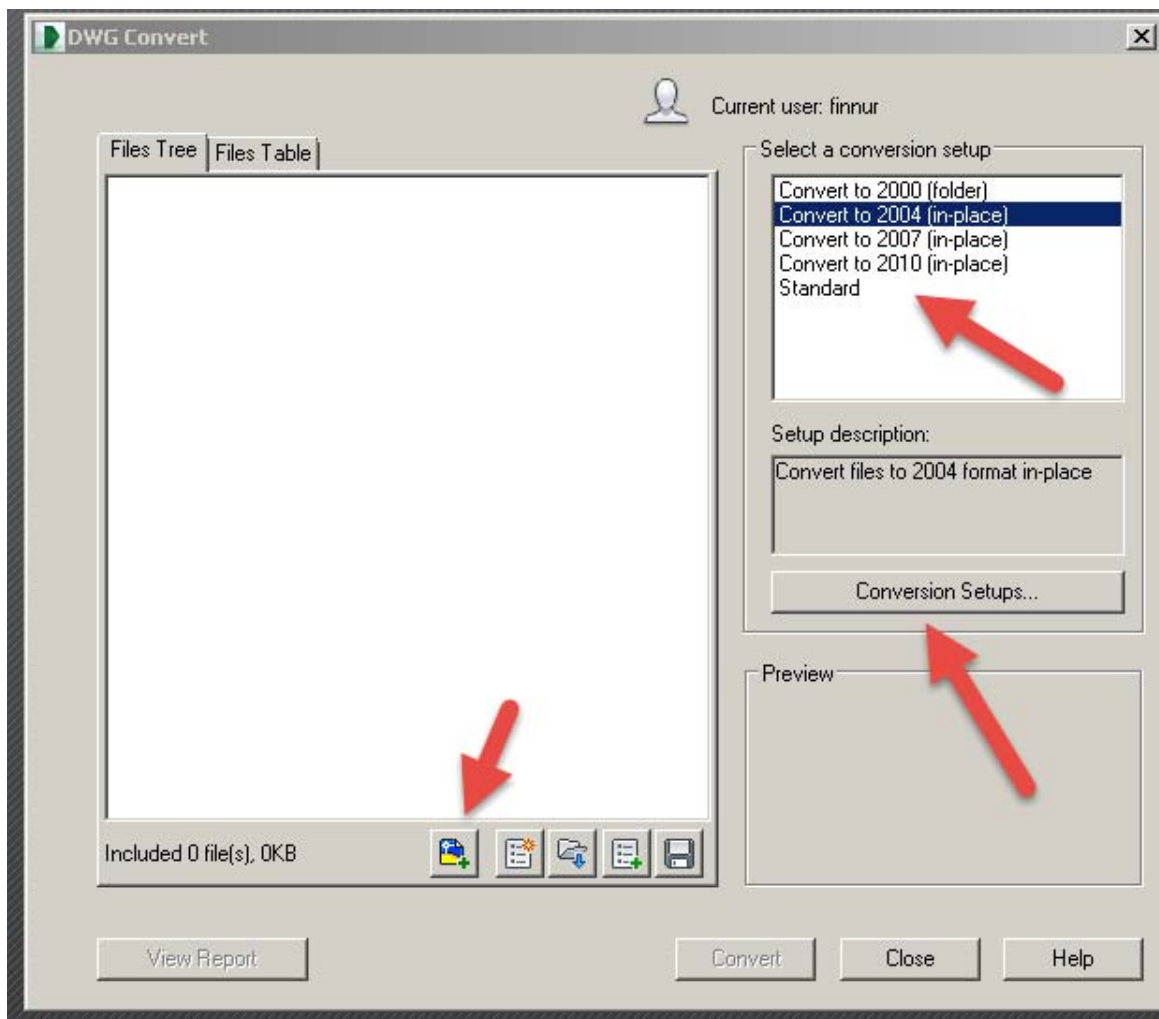 DWG Convert
Current user: finnur
Files Tree
Files Table
Select a conversion setup
Convert to 2000 (folder)
Convert to 2004 (in-place)
Convert to 2007 (in-place)
Convert to 2010 (in-place)
Standard
Setup description:
Convert files to 2004 format in-place
Conversion Setups...
Preview
Included 0 file(s), 0KB
View Report
Convert
Close
Help